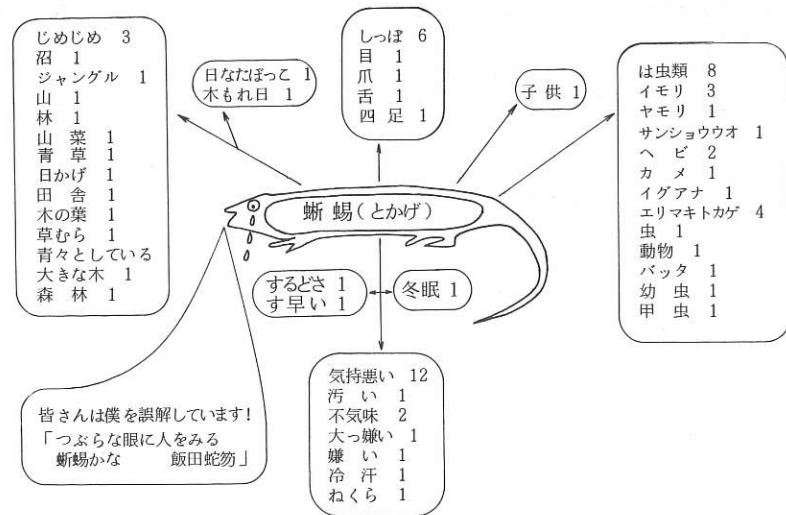 じめじめ 3
沼 1
ジャングル 1
山 1
林 1
山菜 1
青草 1
日かげ 1
田舎 1
木の葉 1
草むら 1
青々としている
大きな木 1
森林 1
日なたぼっこ 1
木もれ日 1
しっぽ 6
目 1
爪 1
舌 1
四足 1
子供 1
は虫類 8
イモリ 3
ヤモリ 1
サンショウウオ 1
ヘビ 2
カメ 1
イグアナ 1
エリマキトカゲ 4
虫 1
動物 1
バッタ 1
幼虫 1
甲虫 1
蜥蜴(とかげ)
するどさ 1
す早い 1
冬眠 1
気持悪い 12
汚い 1
不気味 2
大っ嫌い 1
嫌い 1
冷汗 1
ねくら 1
皆さんは僕を誤解しています!
「つぶらな眼に人をみる
蜥蜴かな 飯田蛇笏」